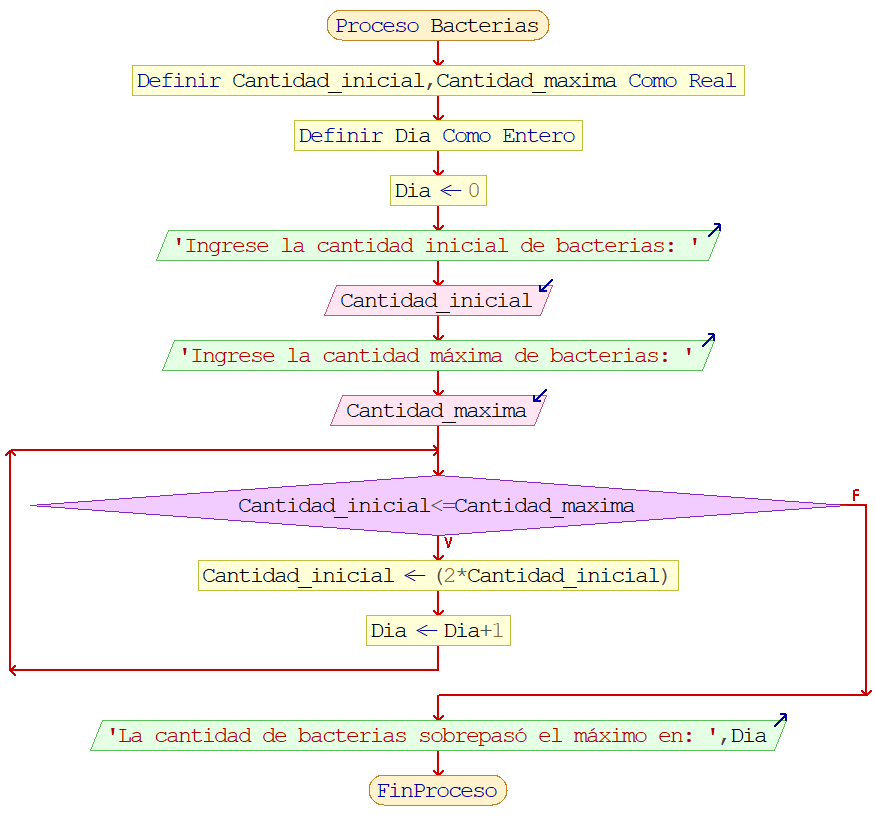 Proceso Bacterias
Definir Cantidad_inicial,Cantidad_maxima Como Real
Definir Dia Como Entero
Dia ← 0
'Ingrese la cantidad inicial de bacterias: '
Cantidad_inicial
'Ingrese la cantidad máxima de bacterias: '
Cantidad_maxima
Cantidad_inicial<=Cantidad_maxima
F
V
Cantidad_inicial ← (2*Cantidad_inicial)
Dia ← Dia+1
'La cantidad de bacterias sobrepasó el máximo en: ',Dia
FinProceso